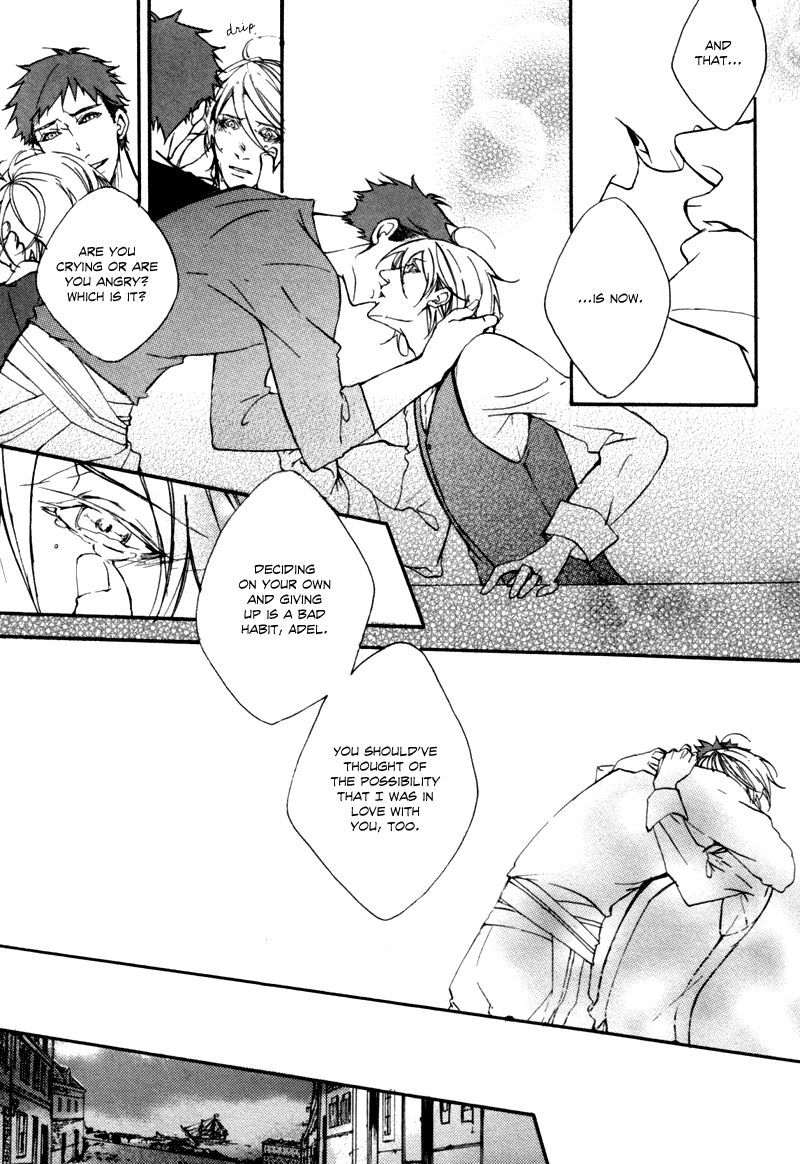 AND
THAT...
...IS NOW.
drip
ARE YOU
CRYING OR ARE
YOU ANGRY?
WHICH IS IT?
DECIDING
ON YOUR OWN
AND GIVING
UP IS A BAD
HABIT, ADEL.
YOU SHOULD'VE
THOUGHT OF
THE POSSIBILITY
THAT I WAS IN
LOVE WITH
YOU, TOO.